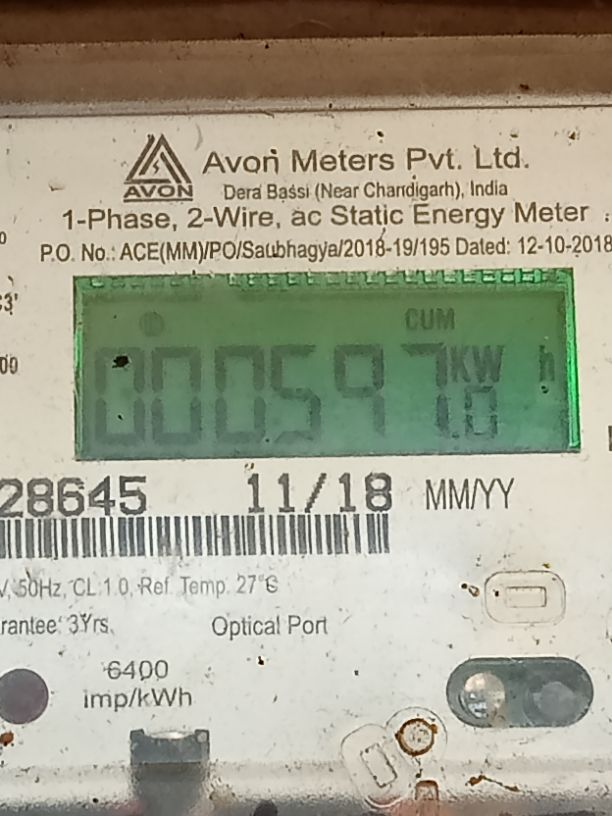 AVON
Avon Meters Pvt. Ltd.
Dera Bassi (Near Chandigarh), India
1-Phase, 2-Wire, ac Static Energy Meter
P.O. No.: ACE(MM)/PO/Saubhagya/2018-19/195 Dated: 12-10-2018
CUM
000597.0 KW h
28645 11/18 MM/YY
V, 50Hz, CL 1.0, Ref. Temp. 27°C
rantee 3Yrs. Optical Port
6400
imp/kWh